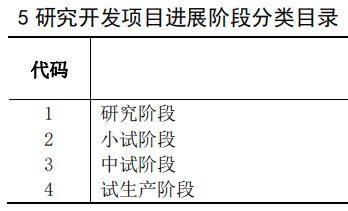 5 研究开发项目进展阶段分类目录
代码
1 研究阶段
2 小试阶段
3 中试阶段
4 试生产阶段